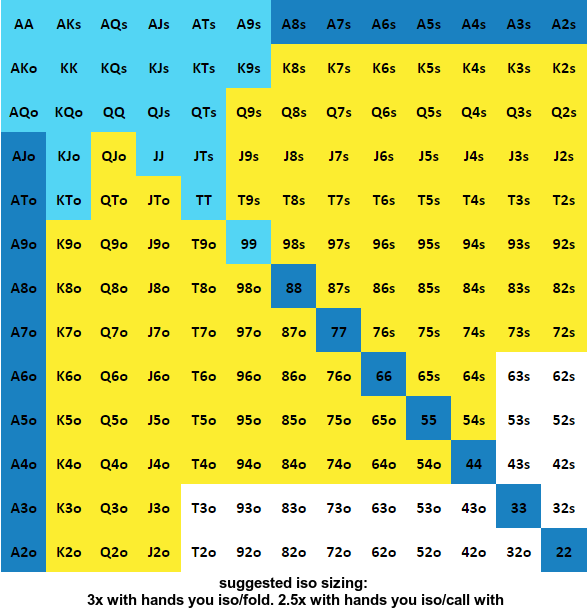 AA AKs AQs AJs ATs A9s A8s A7s A6s A5s A4s A3s A2s
AKo KK KQs KJs KTs K9s K8s K7s K6s K5s K4s K3s K2s
AQo KQo QQ QJs QTs Q9s Q8s Q7s Q6s Q5s Q4s Q3s Q2s
AJo KJo QJo JJ JTs J9s J8s J7s J6s J5s J4s J3s J2s
ATo KTo QTo JTo TT T9s T8s T7s T6s T5s T4s T3s T2s
A9o K9o Q9o J9o T9o 99 98s 97s 96s 95s 94s 93s 92s
A8o K8o Q8o J8o T8o 98o 88 87s 86s 85s 84s 83s 82s
A7o K7o Q7o J7o T7o 97o 87o 77 76s 75s 74s 73s 72s
A6o K6o Q6o J6o T6o 96o 86o 76o 66 65s 64s 63s 62s
A5o K5o Q5o J5o T5o 95o 85o 75o 65o 55 54s 53s 52s
A4o K4o Q4o J4o T4o 94o 84o 74o 64o 54o 44 43s 42s
A3o K3o Q3o J3o T3o 93o 83o 73o 63o 53o 43o 33 32s
A2o K2o Q2o J2o T2o 92o 82o 72o 62o 52o 42o 32o 22
suggested iso sizing:
3x with hands you iso/fold. 2.5x with hands you iso/call with